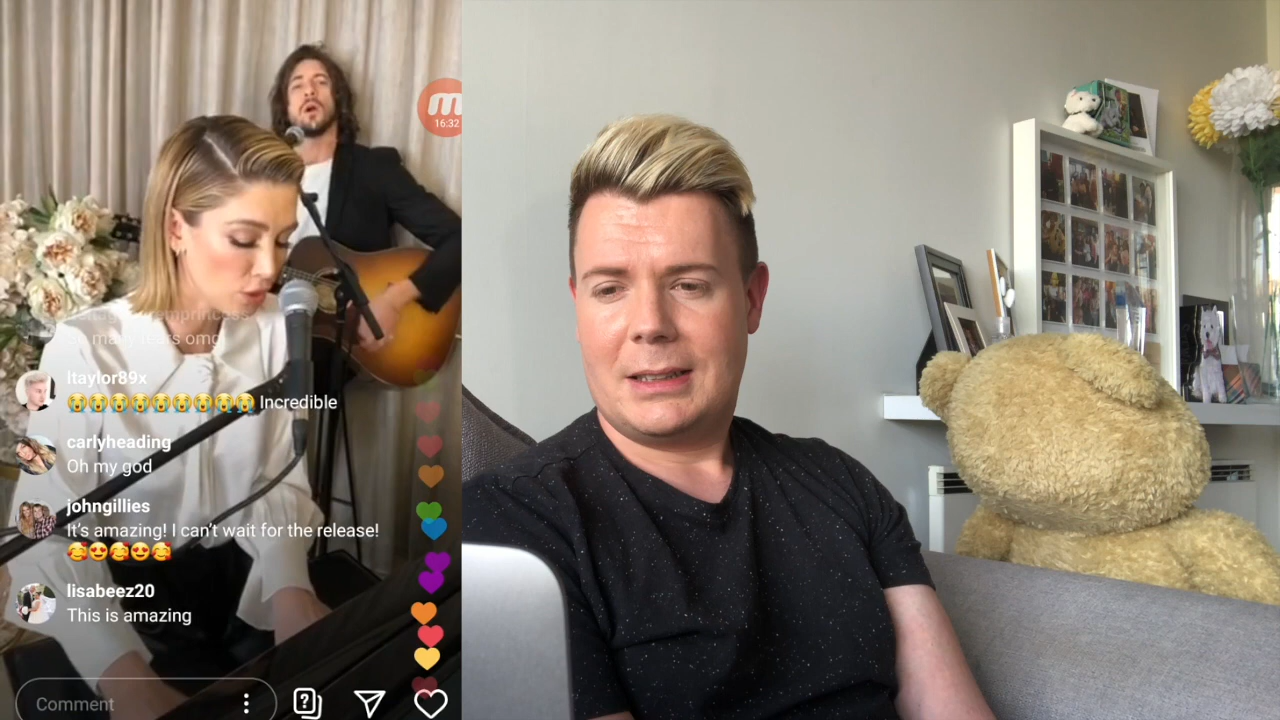 16:32
So many tears omg
ltaylor89x
😭😭😭😭😭😭😭😭 Incredible
carlyheading
Oh my god
johngillies
It's amazing! I can't wait for the release!
🥰😍🥰😍🥰
lisabeez20
This is amazing
Comment